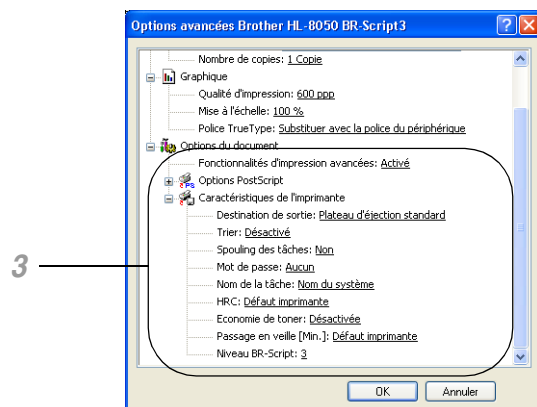 Options avancées Brother HL-8050 BR-Script3
Nombre de copies: 1 Copie
Graphique
Qualité d'impression: 600 ppp
Mise à l'échelle: 100 %
Police TrueType: Substituer avec la police du périphérique
Options du document
Fonctionnalités d'impression avancées: Activé
Options PostScript
Caractéristiques de l'imprimante
Destination de sortie: Plateau d'éjection standard
Trier: Désactivé
Spouling des tâches: Non
Mot de passe: Aucun
Nom de la tâche: Nom du système
HRC: Défaut imprimante
Economie de toner: Désactivée
Passage en veille [Min.]: Défaut imprimante
Niveau BR-Script: 3
3
OK
Annuler